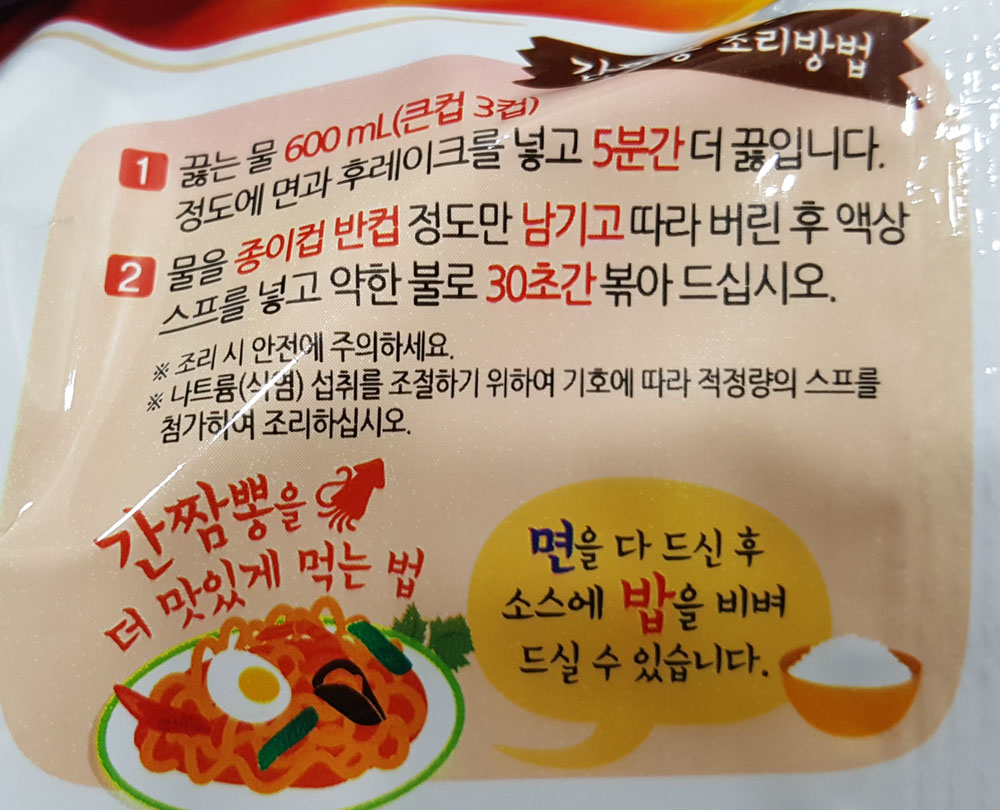 조리방법
1 끓는 물 600 mL(큰컵 3컵)
정도에 면과 후레이크를 넣고 5분간 더 끓입니다.
2 물을 종이컵 반컵 정도만 남기고 따라 버린 후 액상
스프를 넣고 약한 불로 30초간 볶아 드십시오.
※ 조리 시 안전에 주의하세요.
※ 나트륨(식염) 섭취를 조절하기 위하여 기호에 따라 적정량의 스프를
첨가하여 조리하십시오.
간짬뽕을
더 맛있게 먹는 법
면을 다 드신 후
소스에 밥을 비벼
드실 수 있습니다.